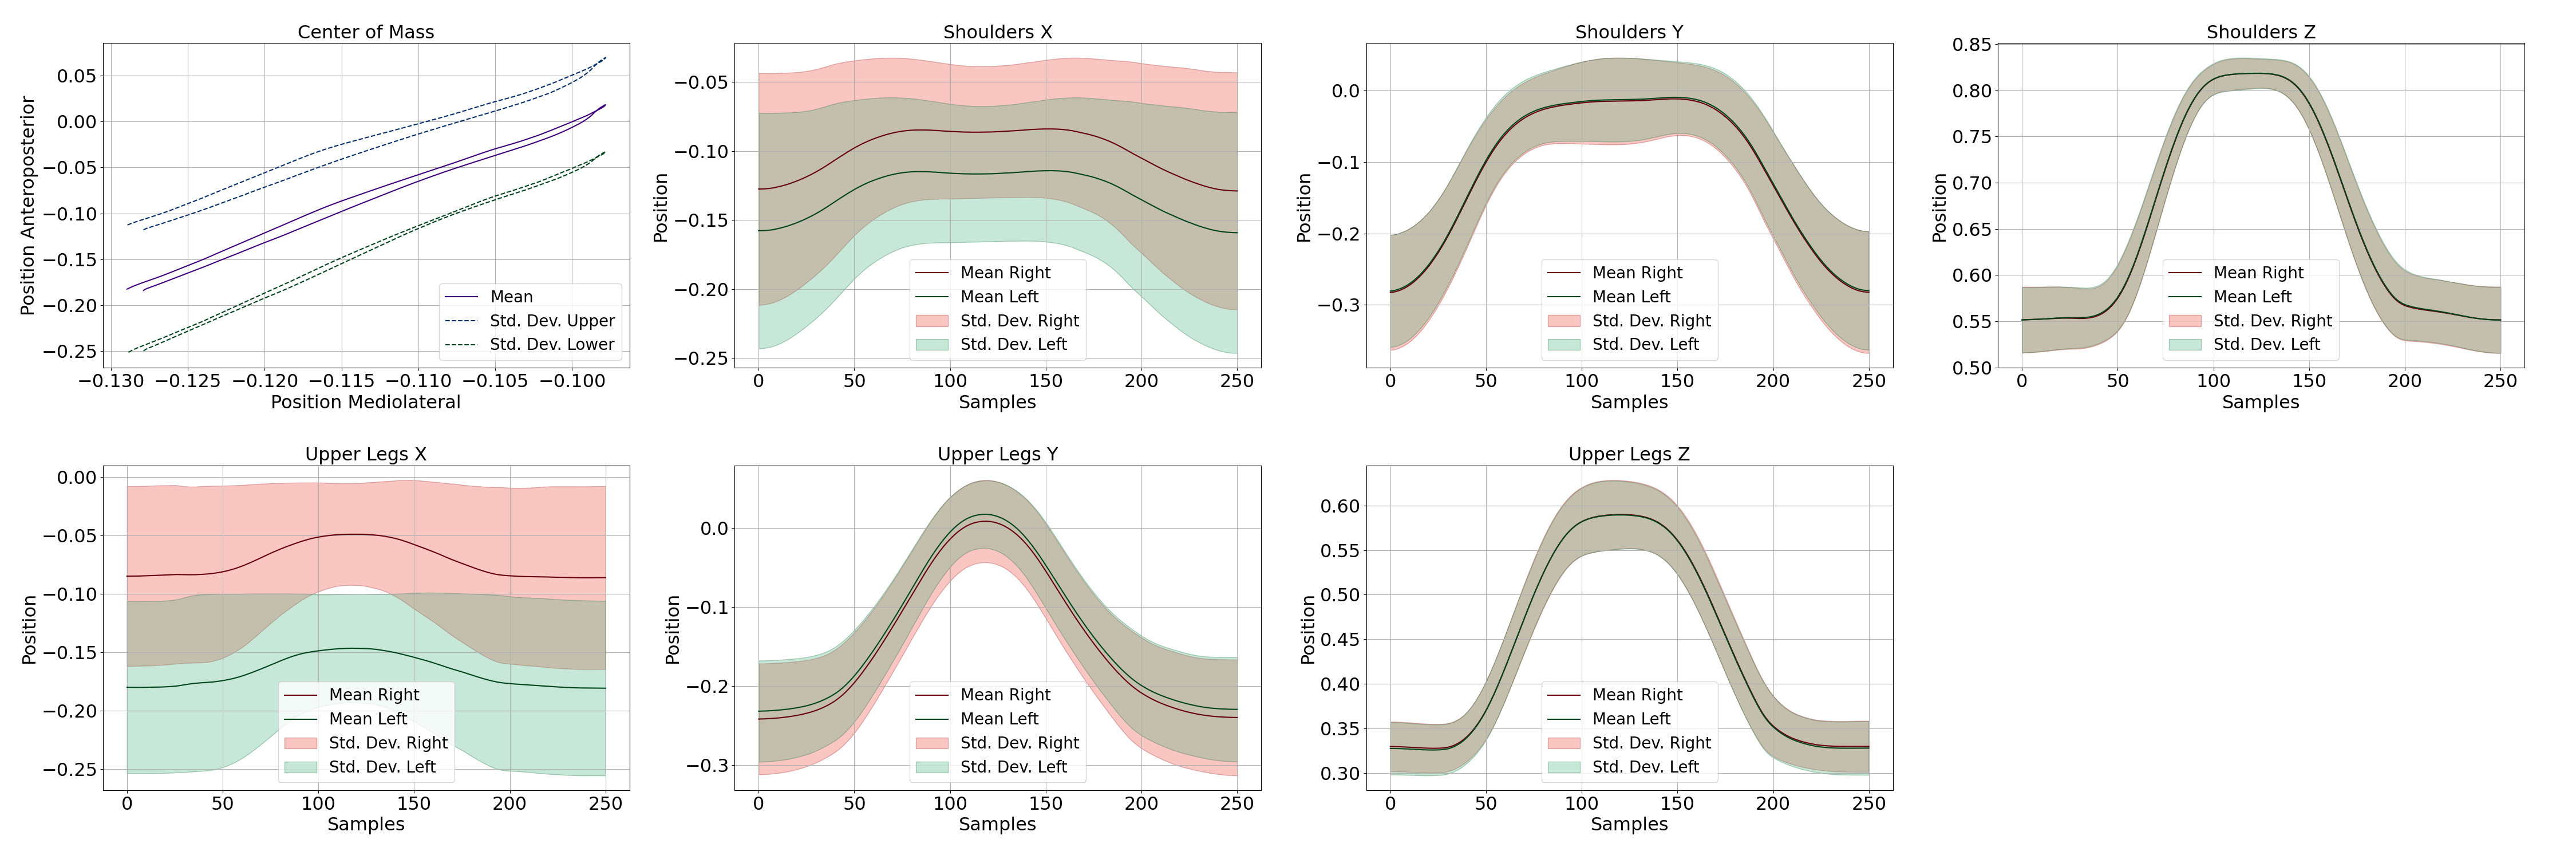 Center of Mass
Position Anteroposterior
0.05
0.00
−0.05
−0.10
−0.15
−0.20
−0.25
−0.130 −0.125 −0.120 −0.115 −0.110 −0.105 −0.100
Position Mediolateral
Mean
Std. Dev. Upper
Std. Dev. Lower
Shoulders X
Position
−0.05
−0.10
−0.15
−0.20
−0.25
0 50 100 150 200 250
Samples
Mean Right
Mean Left
Std. Dev. Right
Std. Dev. Left
Shoulders Y
Position
0.0
−0.1
−0.2
−0.3
0 50 100 150 200 250
Samples
Mean Right
Mean Left
Std. Dev. Right
Std. Dev. Left
Shoulders Z
Position
0.85
0.80
0.75
0.70
0.65
0.60
0.55
0.50
0 50 100 150 200 250
Samples
Mean Right
Mean Left
Std. Dev. Right
Std. Dev. Left
Upper Legs X
Position
0.00
−0.05
−0.10
−0.15
−0.20
−0.25
0 50 100 150 200 250
Samples
Mean Right
Mean Left
Std. Dev. Right
Std. Dev. Left
Upper Legs Y
Position
0.0
−0.1
−0.2
−0.3
0 50 100 150 200 250
Samples
Mean Right
Mean Left
Std. Dev. Right
Std. Dev. Left
Upper Legs Z
Position
0.60
0.55
0.50
0.45
0.40
0.35
0.30
0 50 100 150 200 250
Samples
Mean Right
Mean Left
Std. Dev. Right
Std. Dev. Left